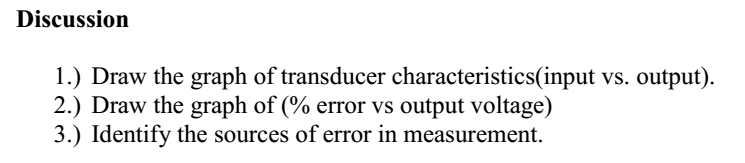 Discussion
1.) Draw the graph of transducer characteristics(input vs. output).
2.) Draw the graph of (% error vs output voltage)
3.) Identify the sources of error in measurement.